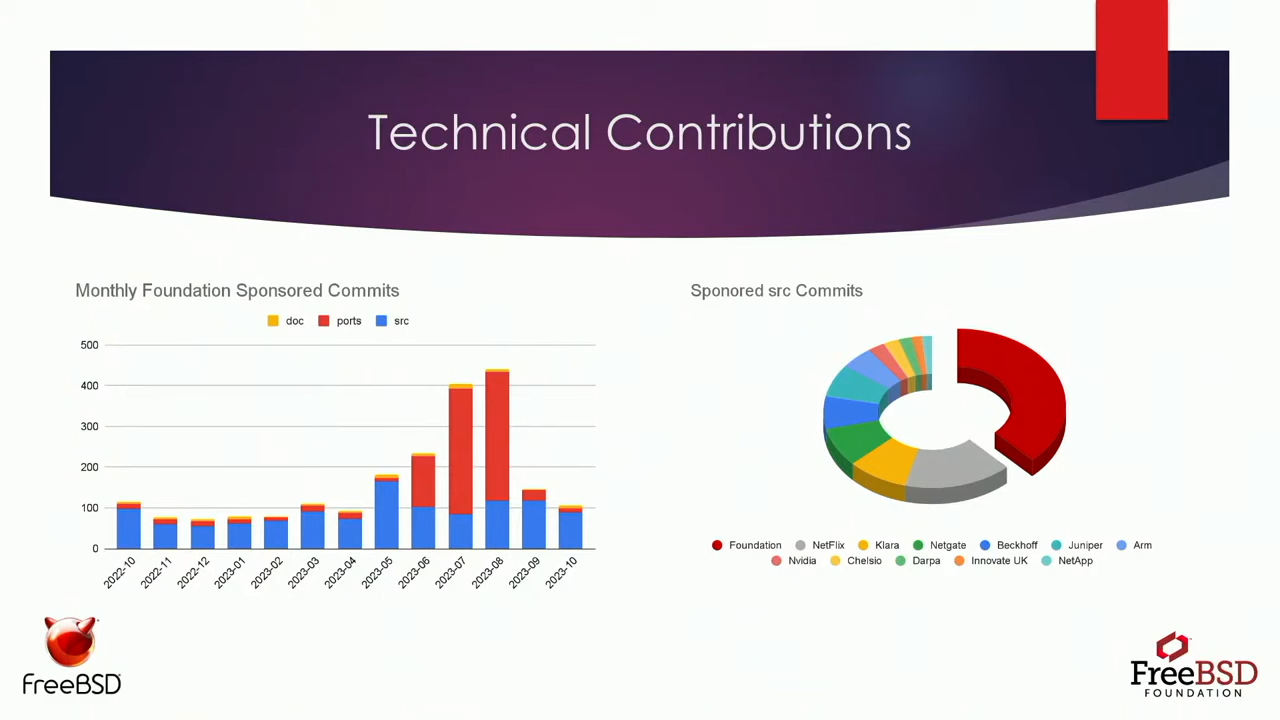 Technical Contributions
Monthly Foundation Sponsored Commits
doc ports src
500
400
300
200
100
0
2022-10 2022-11 2022-12 2023-01 2023-02 2023-03 2023-04 2023-05 2023-06 2023-07 2023-08 2023-09 2023-10
Sponored src Commits
Foundation NetFlix Klara Netgate Beckhoff Juniper Arm
Nvidia Chelsio Darpa Innovate UK NetApp
FreeBSD
FreeBSD
FOUNDATION